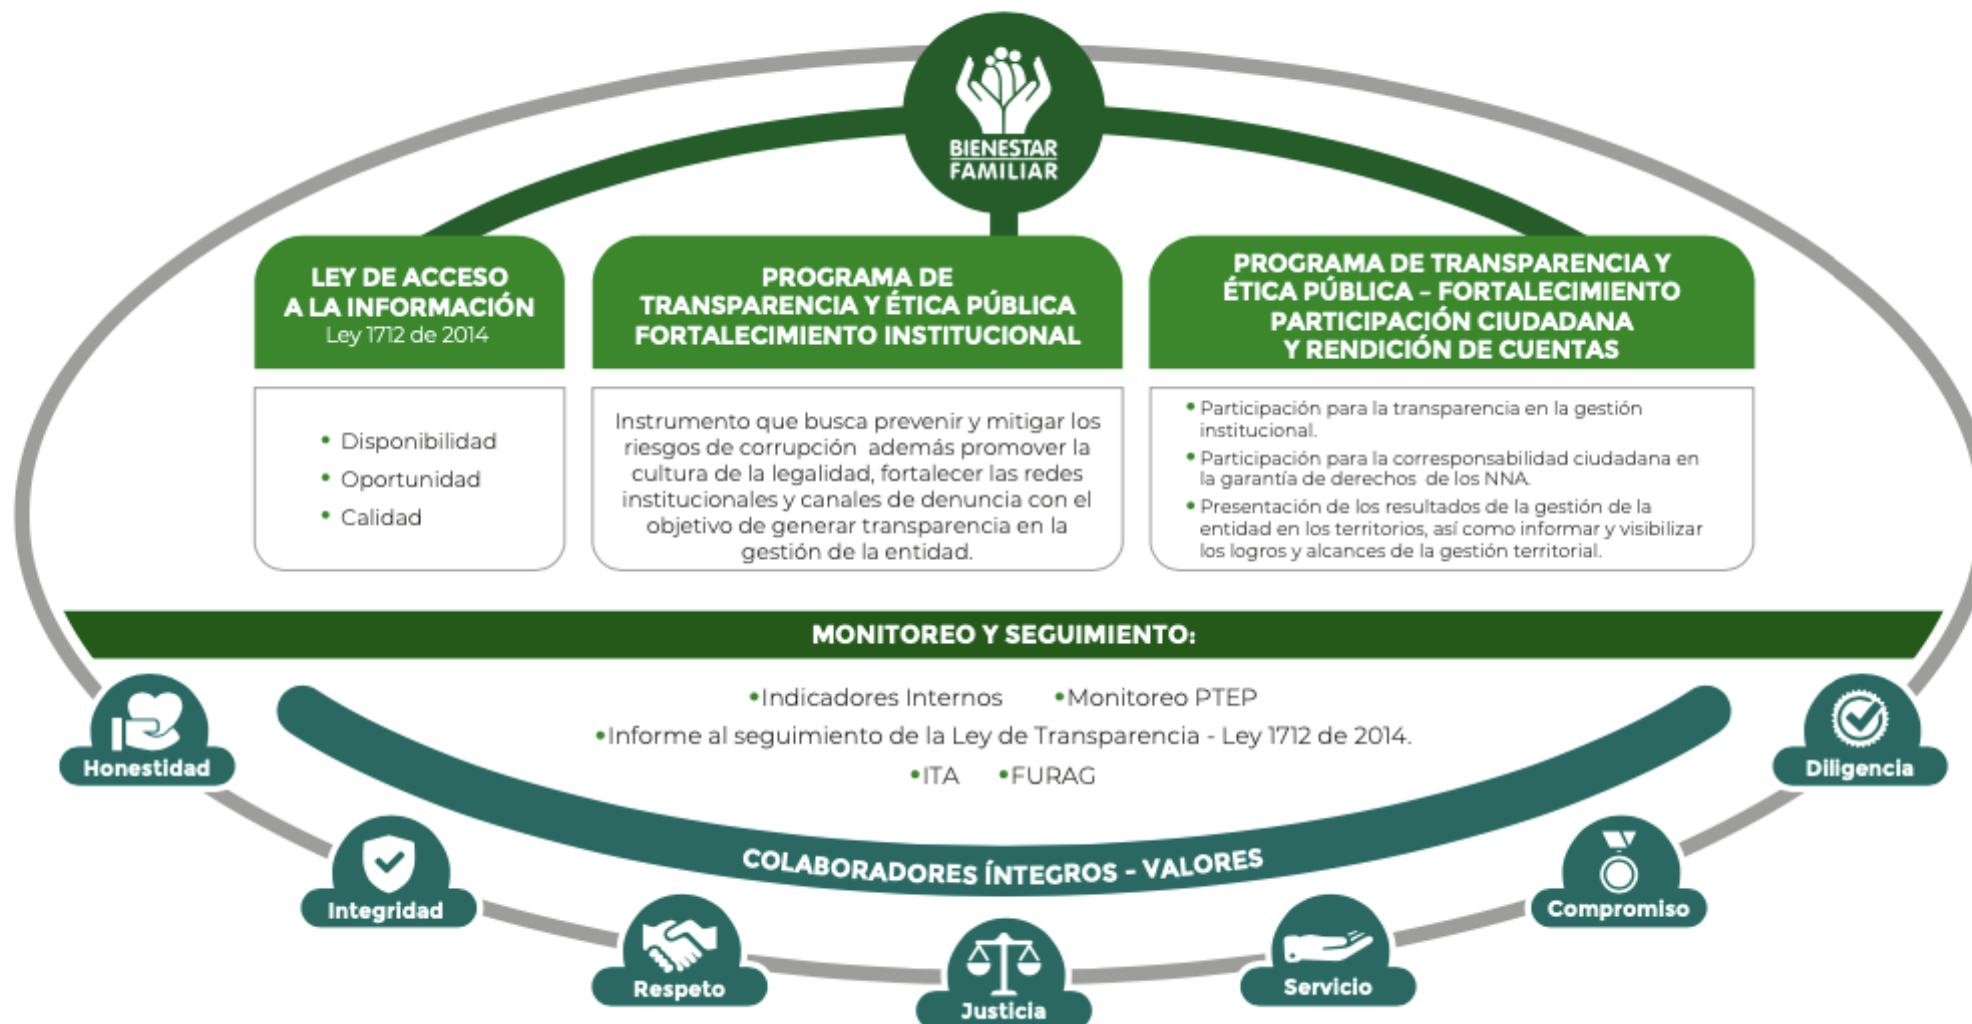 BIENESTAR
FAMILIAR
LEY DE ACCESO
A LA INFORMACIÓN
Ley 1712 de 2014
• Disponibilidad
• Oportunidad
• Calidad
PROGRAMA DE
TRANSPARENCIA Y ÉTICA PÚBLICA
FORTALECIMIENTO INSTITUCIONAL
Instrumento que busca prevenir y mitigar los
riesgos de corrupción además promover la
cultura de la legalidad, fortalecer las redes
institucionales y canales de denuncia con el
objetivo de generar transparencia en la
gestión de la entidad.
PROGRAMA DE TRANSPARENCIA Y
ÉTICA PÚBLICA – FORTALECIMIENTO
PARTICIPACIÓN CIUDADANA
Y RENDICIÓN DE CUENTAS
• Participación para la transparencia en la gestión
institucional.
• Participación para la corresponsabilidad ciudadana en
la garantía de derechos de los NNA.
• Presentación de los resultados de la gestión de la
entidad en los territorios, así como informar y visibilizar
los logros y alcances de la gestión territorial.
MONITOREO Y SEGUIMIENTO:
•Indicadores Internos •Monitoreo PTEP
•Informe al seguimiento de la Ley de Transparencia - Ley 1712 de 2014.
•ITA •FURAG
COLABORADORES ÍNTEGROS - VALORES
Honestidad
Integridad
Respeto
Justicia
Servicio
Compromiso
Diligencia